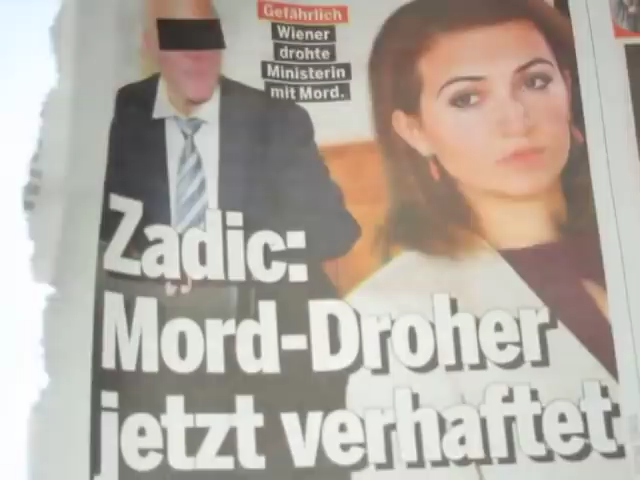 Gefährlich
Wiener
drohte
Ministerin
mit Mord.
Zadic:
Mord-Droher
jetzt verhaftet